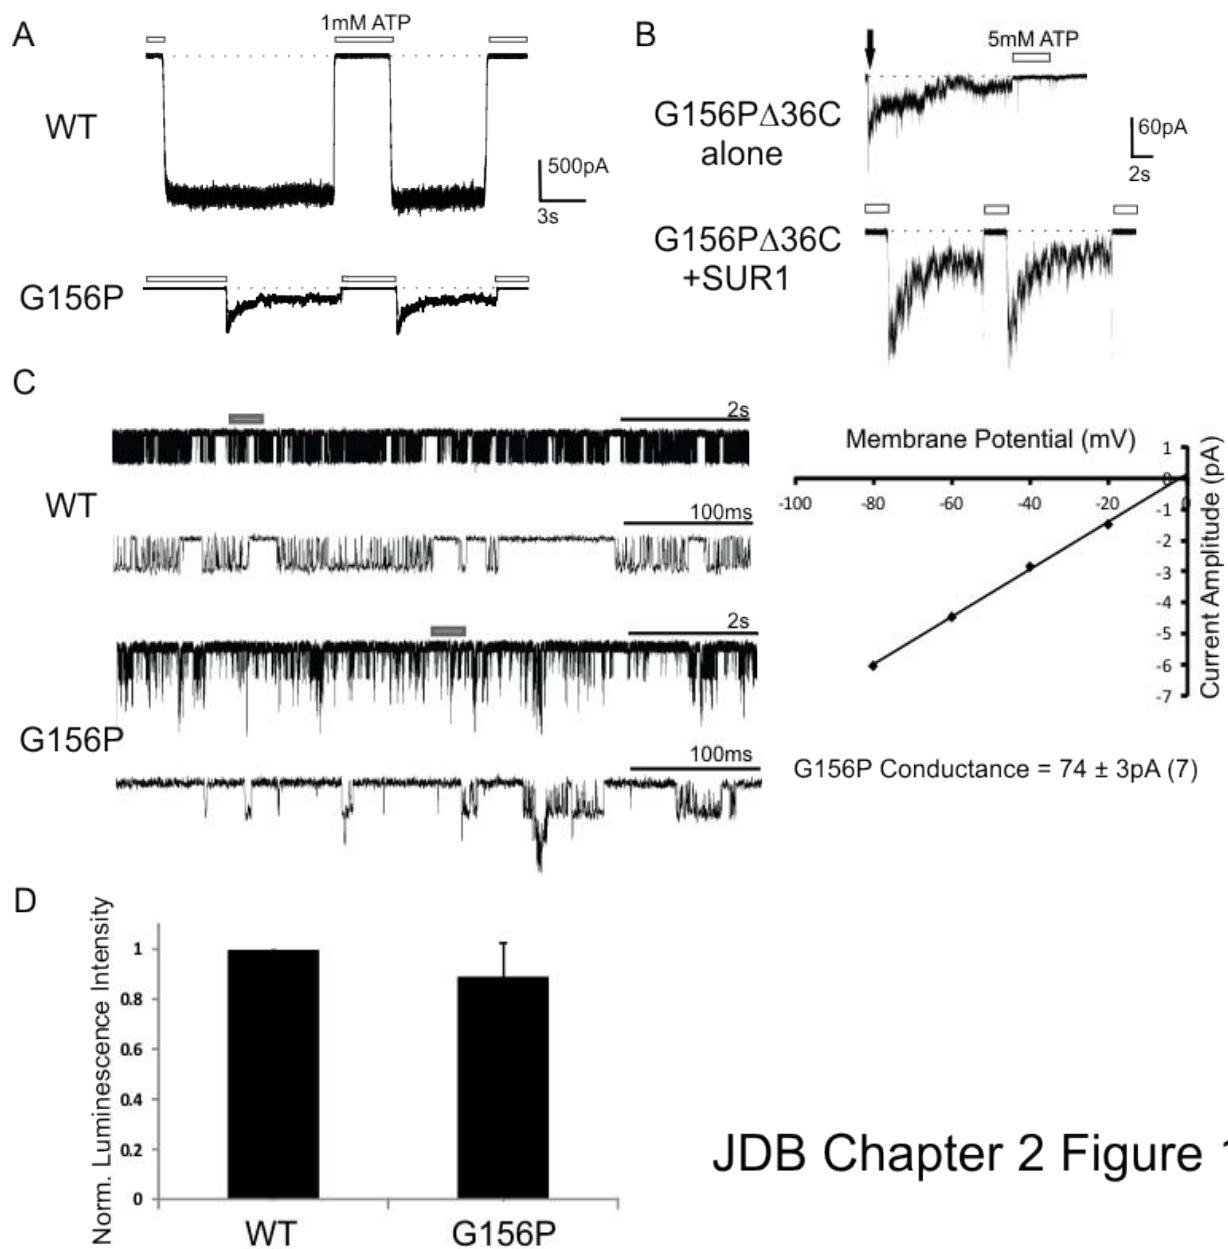 A
1mM ATP
WT
500pA
3s
G156P
B
5mM ATP
G156PΔ36C
alone
60pA
2s
G156PΔ36C
+SUR1
C
2s
WT
100ms
2s
G156P
100ms
Membrane Potential (mV)
-100
-80
-60
-40
-20
0
1
0
-1
-2
-3
-4
-5
-6
-7
Current Amplitude (pA)
G156P Conductance = 74 ± 3pA (7)
D
Norm. Luminescence Intensity
1
0.8
0.6
0.4
0.2
0
WT
G156P
JDB Chapter 2 Figure 1